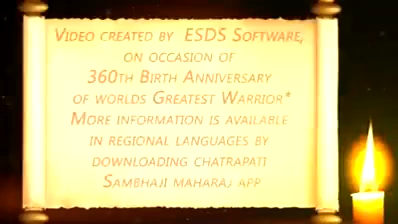 Video created by ESDS Software,
on occasion of
360th Birth Anniversary
of worlds Greatest Warrior*
More information is available
in regional languages by
downloading chatrapati
Sambhaji maharaj app